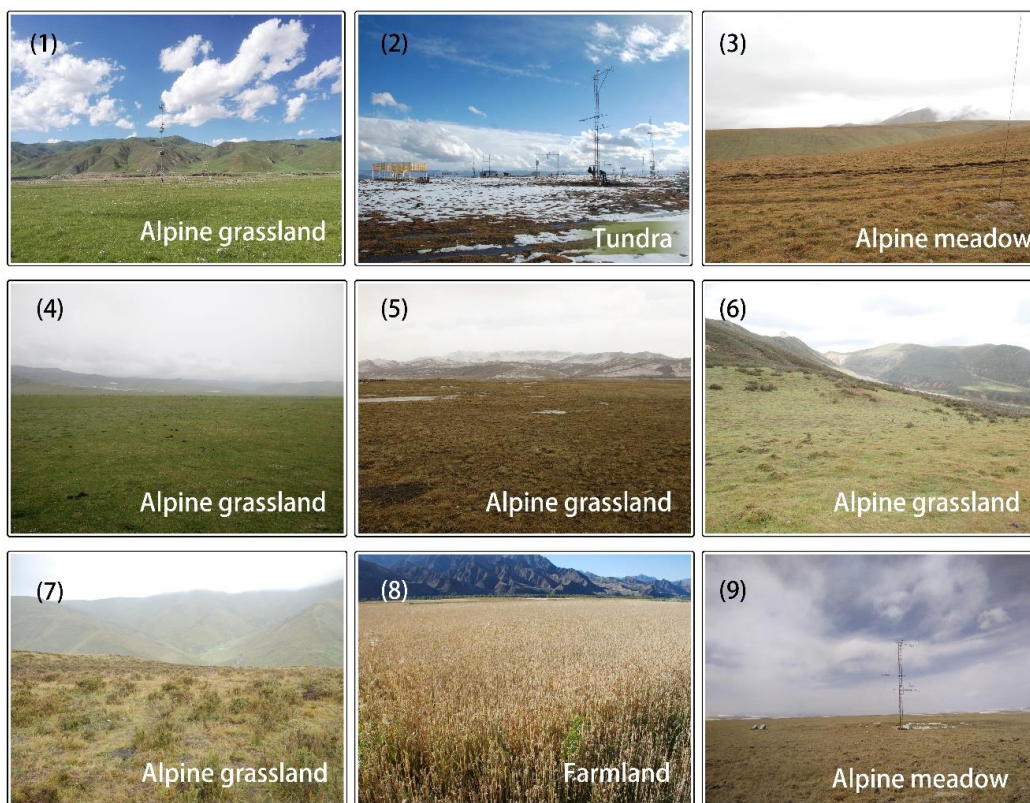 (1)
Alpine grassland
(2)
Tundra
(3)
Alpine meadow
(4)
Alpine grassland
(5)
Alpine grassland
(6)
Alpine grassland
(7)
Alpine grassland
(8)
Farmland
(9)
Alpine meadow